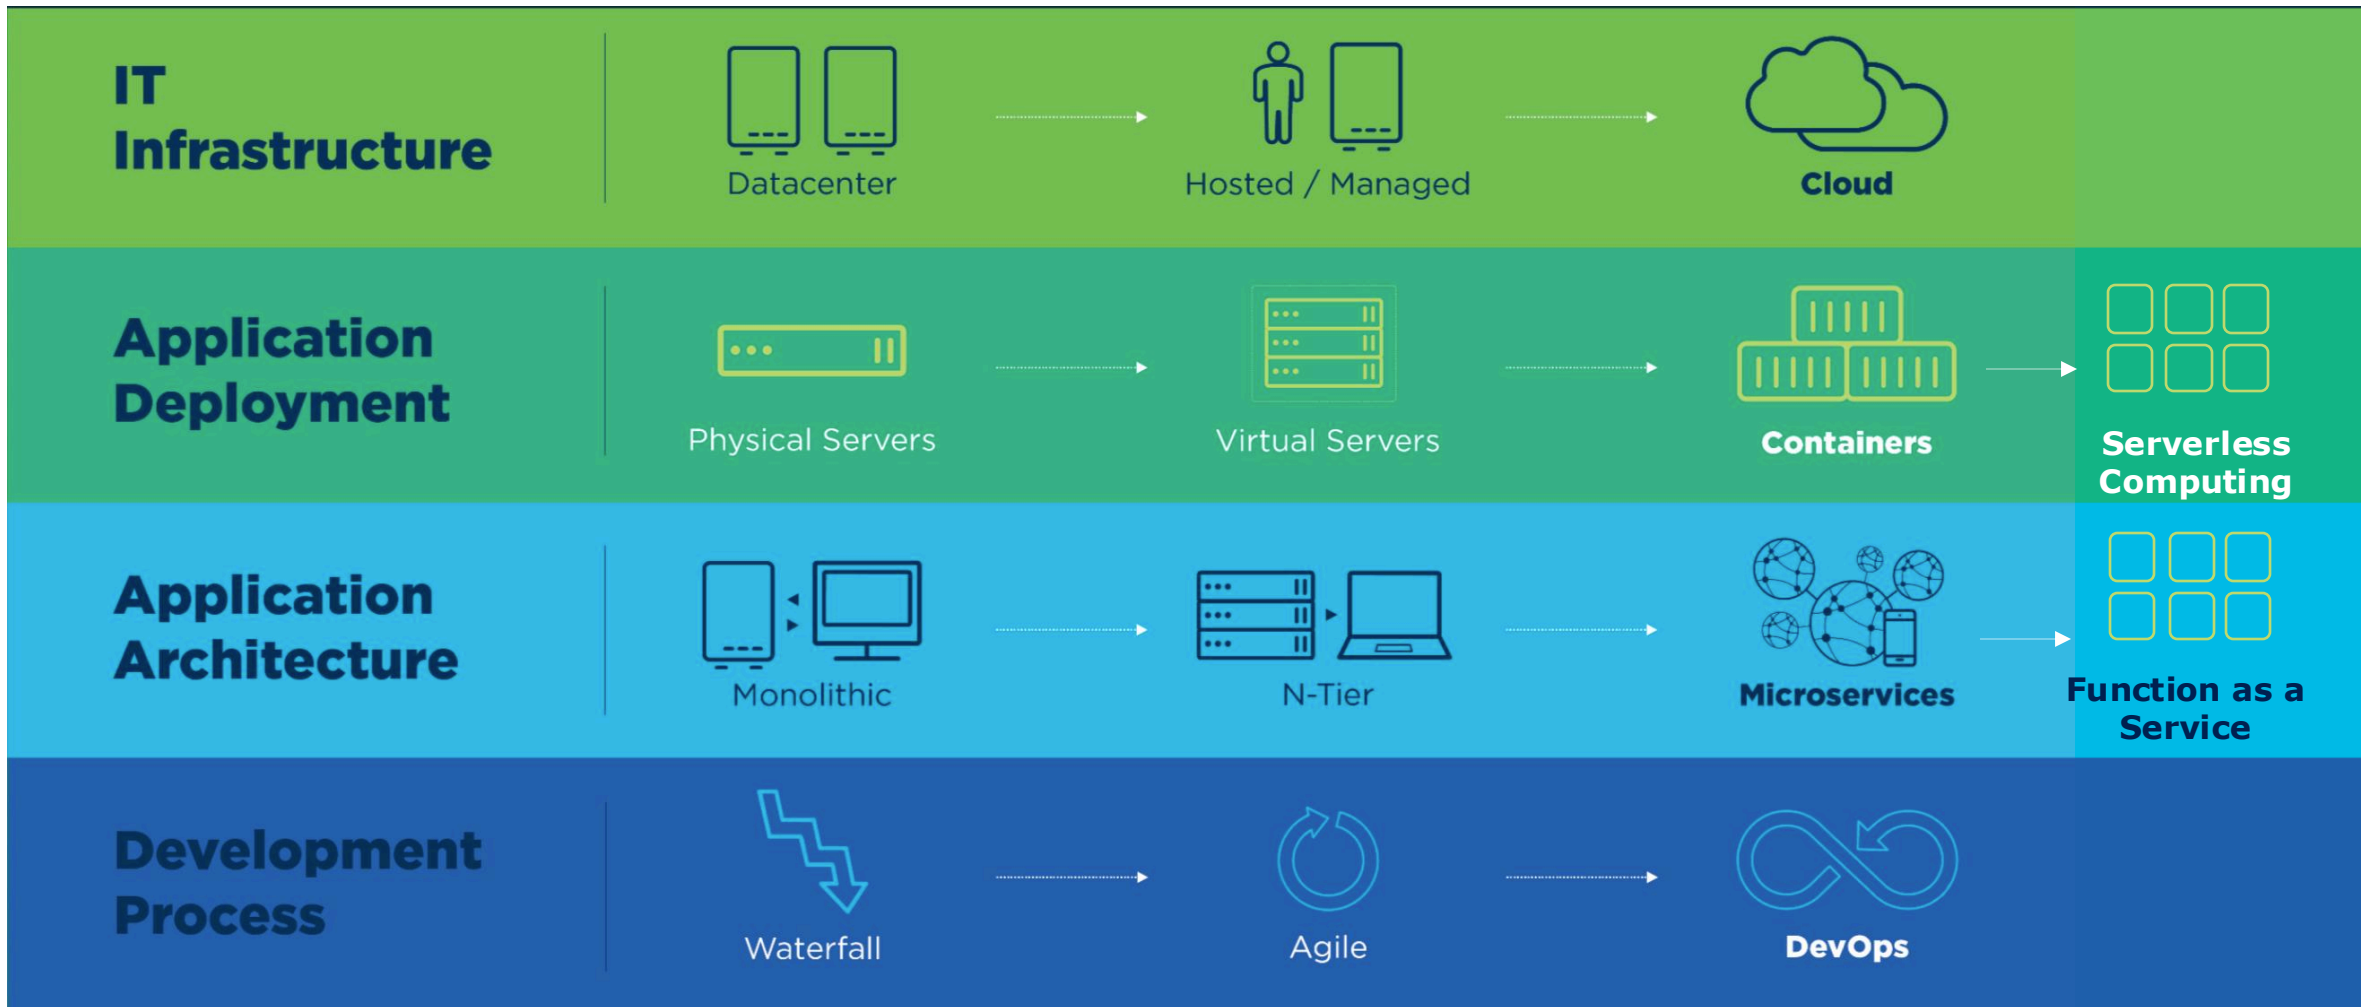 IT
Infrastructure
Datacenter
Hosted / Managed
Cloud
Application
Deployment
Physical Servers
Virtual Servers
Containers
Serverless
Computing
Application
Architecture
Monolithic
N-Tier
Microservices
Function as a
Service
Development
Process
Waterfall
Agile
DevOps